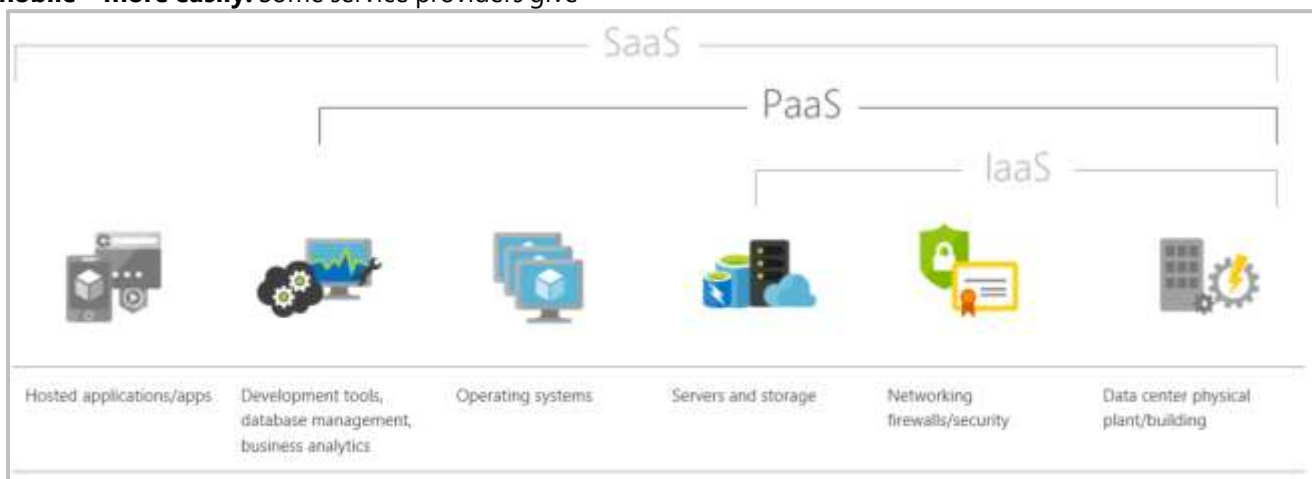 more easily. Some service providers give
SaaS
PaaS
IaaS
Hosted applications/apps
Development tools,
database management,
business analytics
Operating systems
Servers and storage
Networking
firewalls/security
Data center physical
plant/building